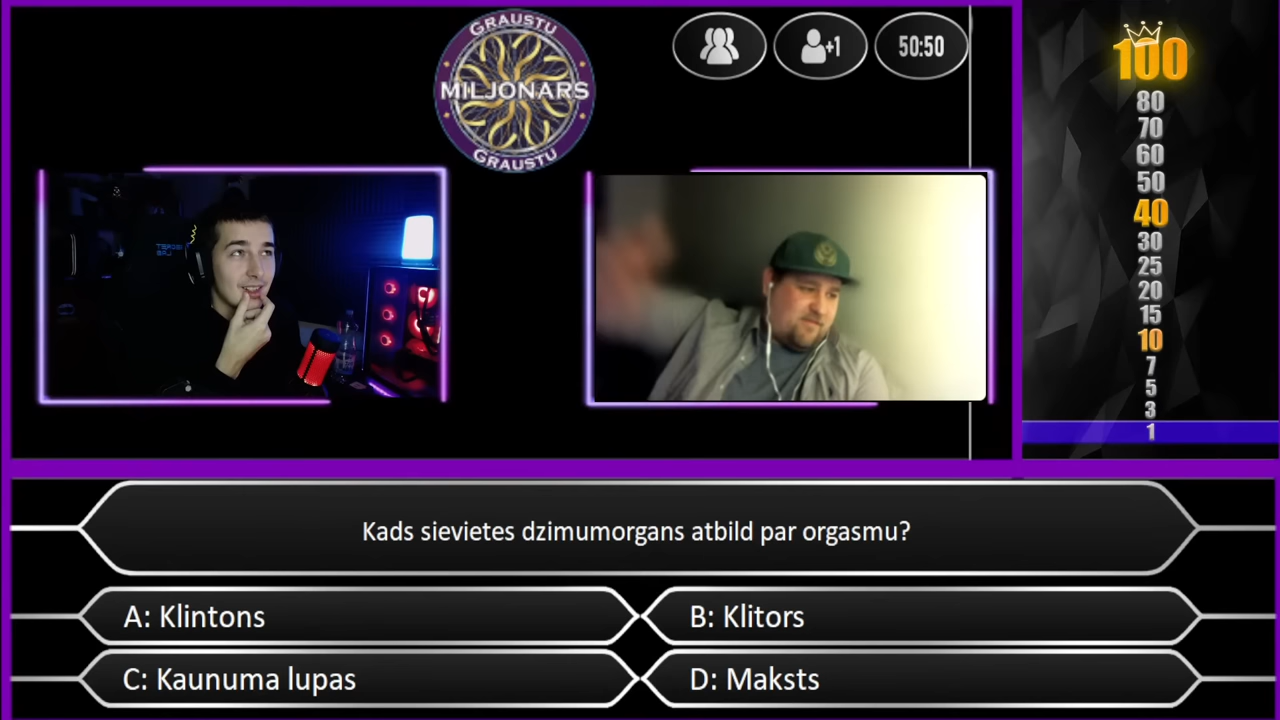 GRAUSTU
MILJONARS
GRAUSTU
+1
50:50
100
80
70
60
50
40
30
25
20
15
10
7
5
3
1
Kads sievietes dzimumorgans atbild par orgasmu?
A: Klintons
B: Klitors
C: Kaunuma lupas
D: Maksts